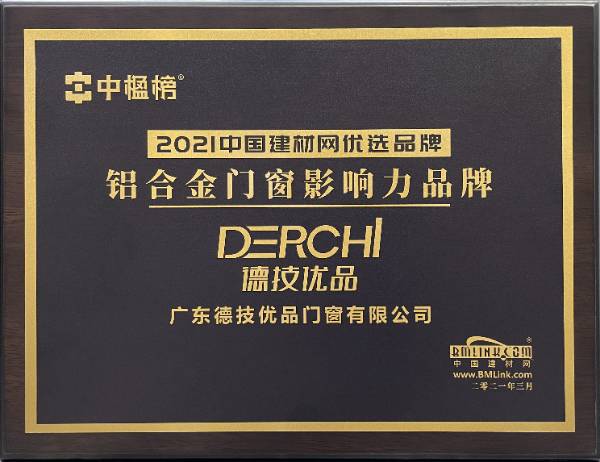 中楹榜®
2021中国建材网优选品牌
铝合金门窗影响力品牌
DERCHI
德技优品
广东德技优品门窗有限公司
BMLINK.COM®
中国建材网
www.BMLink.com
二零二一年三月